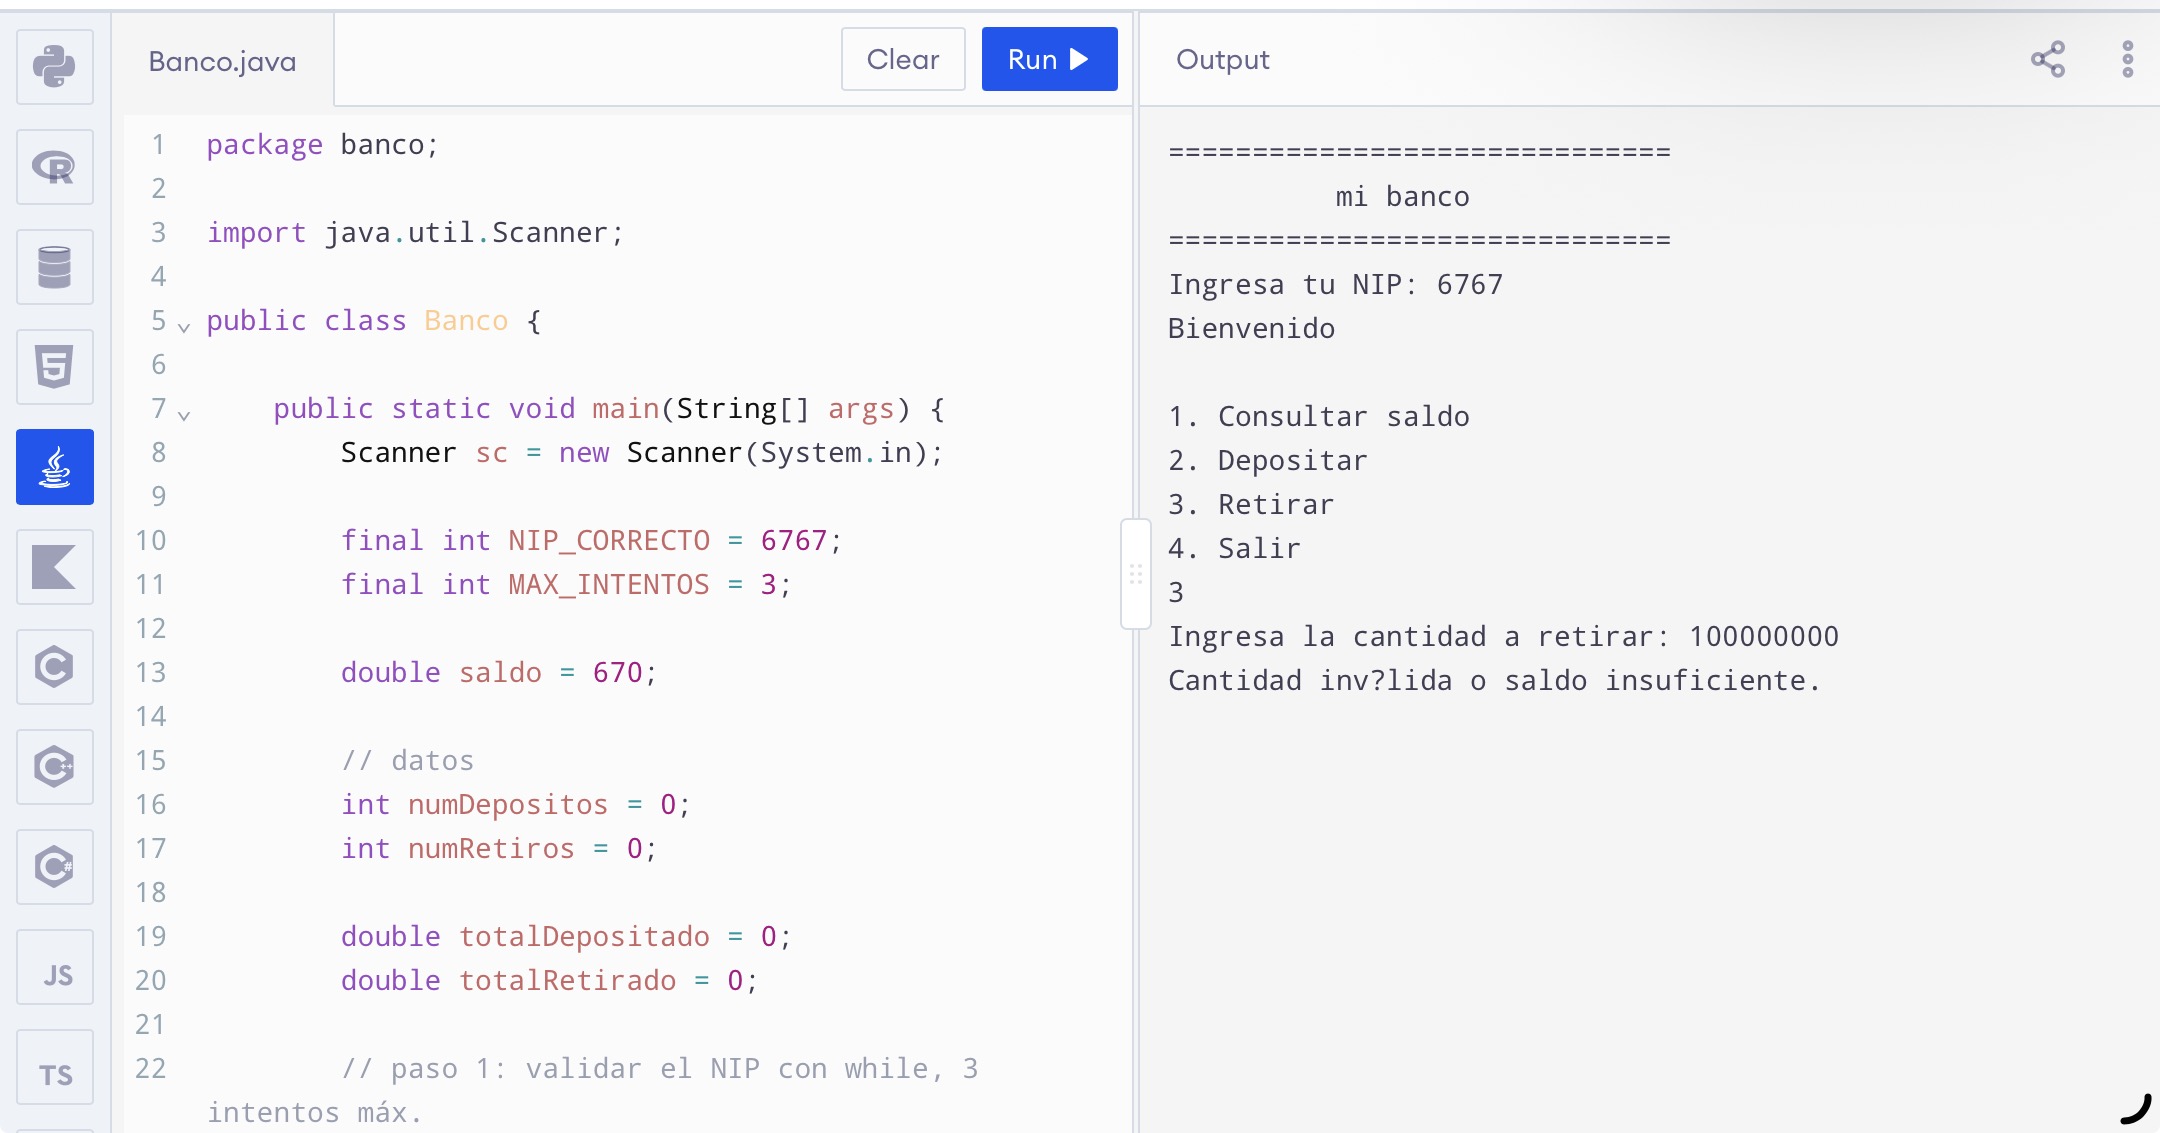 Banco.java
Clear
Run
1 package banco;
2
3 import java.util.Scanner;
4
5 public class Banco {
6
7     public static void main(String[] args) {
8         Scanner sc = new Scanner(System.in);
9
10         final int NIP_CORRECTO = 6767;
11         final int MAX_INTENTOS = 3;
12
13         double saldo = 670;
14
15         // datos
16         int numDepositos = 0;
17         int numRetiros = 0;
18
19         double totalDepositado = 0;
20         double totalRetirado = 0;
21
22         // paso 1: validar el NIP con while, 3
intentos máx.
Output
==============================
          mi banco
==============================
Ingresa tu NIP: 6767
Bienvenido

1. Consultar saldo
2. Depositar
3. Retirar
4. Salir
3
Ingresa la cantidad a retirar: 100000000
Cantidad inv?lida o saldo insuficiente.
R
5
C
C++
C#
JS
TS